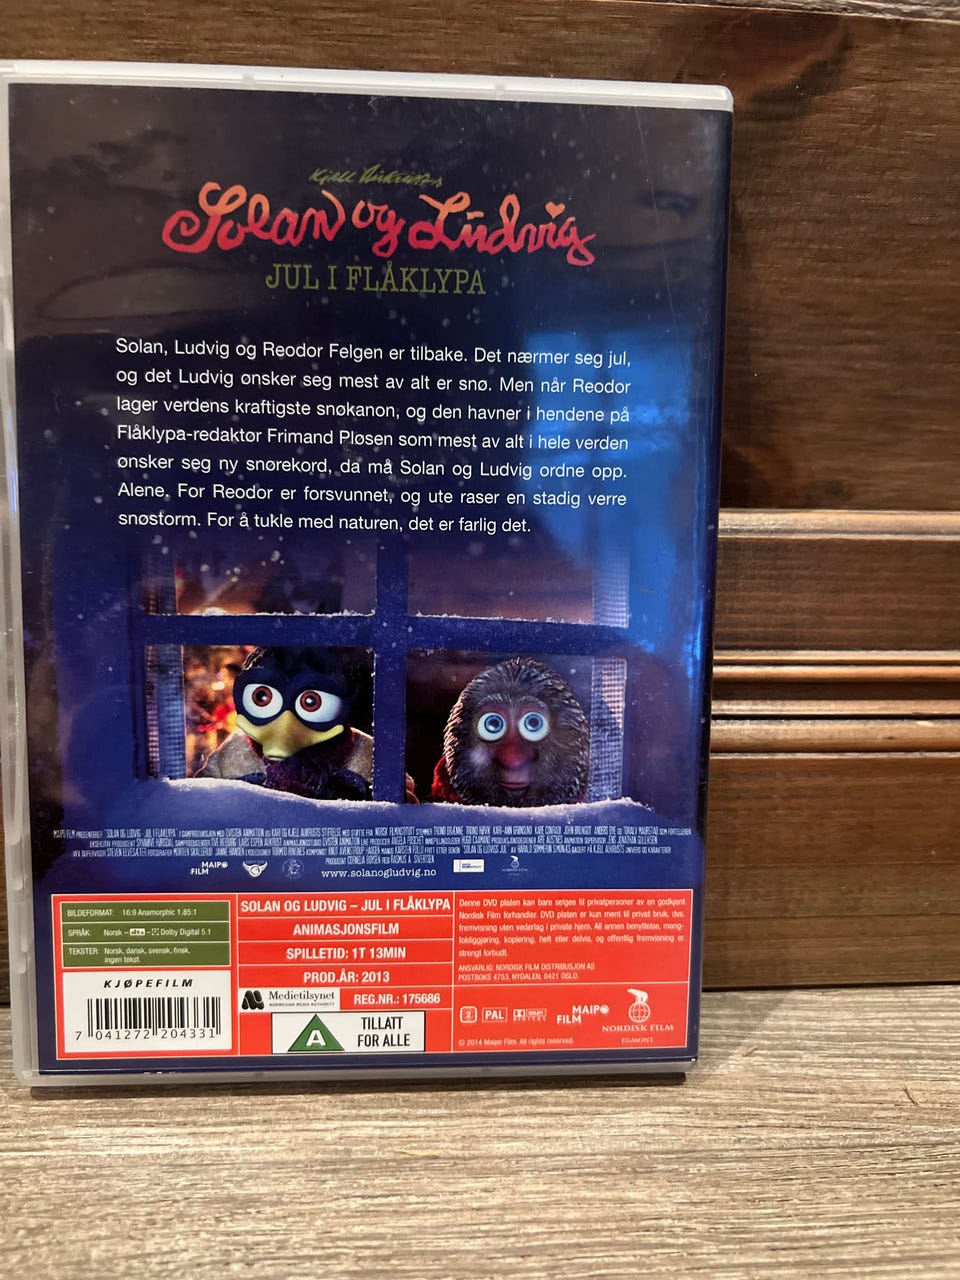 Kjell Aukrusts
Solan og Ludvig
JUL I FLÅKLYPA
Solan, Ludvig og Reodor Felgen er tilbake. Det nærmer seg jul,
og det Ludvig ønsker seg mest av alt er snø. Men når Reodor
lager verdens kraftigste snøkanon, og den havner i hendene på
Flåklypa-redaktør Frimand Pløsen som mest av alt i hele verden
ønsker seg ny snørekord, da må Solan og Ludvig ordne opp.
Alene. For Reodor er forsvunnet, og ute raser en stadig verre
snøstorm. For å tukle med naturen, det er farlig det.
MAIPO
FILM
www.solanogludvig.no
BILDEFORMAT: 16:9 Anamorphic 1.85:1
SPRÅK: Norsk – dts – Dolby Digital 5.1
TEKSTER: Norsk, dansk, svensk, finsk,
ingen tekst.
KJØPEFILM
7 041272 204331
SOLAN OG LUDVIG – JUL I FLÅKLYPA
ANIMASJONSFILM
SPILLETID: 1T 13MIN
PROD.ÅR: 2013
Medietilsynet
NORWEGIAN MEDIA AUTHORITY
REG.NR.: 175686
A
TILLATT
FOR ALLE
Denne DVD platen kan bare selges til privatpersoner av en godkjent
Nordisk Film forhandler. DVD platen er kun ment til privat bruk, dvs.
fremvisning uten vederlag i private hjem. All annen benyttelse, mang-
foldiggjøring, kopiering, helt eller delvis, og offentlig fremvisning er
strengt forbudt.
ANSVARLIG: NORDISK FILM DISTRIBUSJON AS
POSTBOKS 4753, NYDALEN, 0421 OSLO.
2 PAL DOLBY DIGITAL
MAIPO
FILM
NORDISK FILM
EGMONT
© 2014 Maipo Film. All rights reserved.